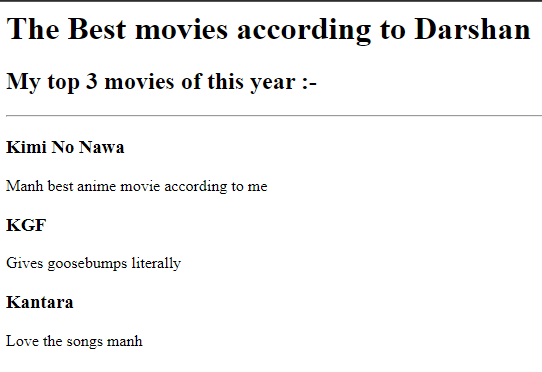 The Best movies according to Darshan
My top 3 movies of this year :-
Kimi No Nawa
Manh best anime movie according to me
KGF
Gives goosebumps literally
Kantara
Love the songs manh